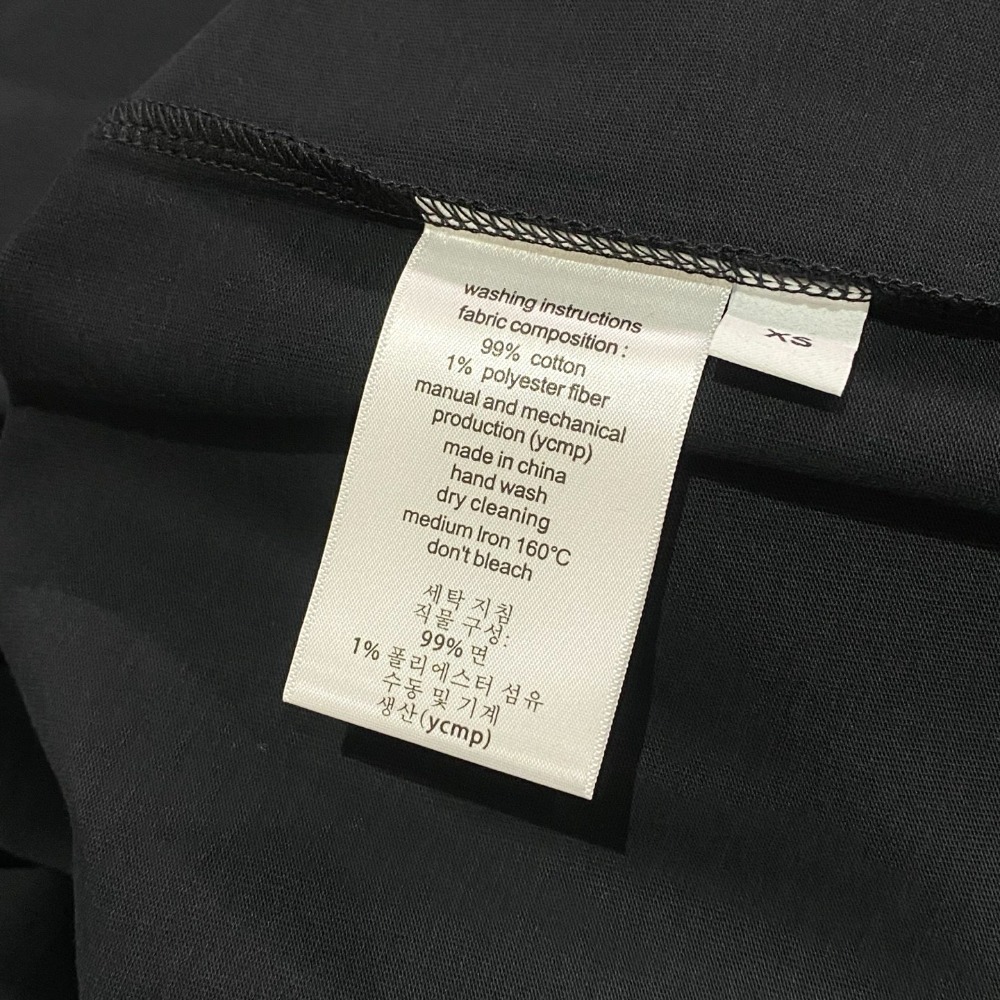 washing instructions
fabric composition :
99% cotton
1% polyester fiber
manual and mechanical
production (ycmp)
made in china
hand wash
dry cleaning
medium Iron 160°C
don't bleach
세탁 지침
직물 구성:
99% 면
1% 폴리에스터 섬유
수동 및 기계
생산(ycmp)
XS